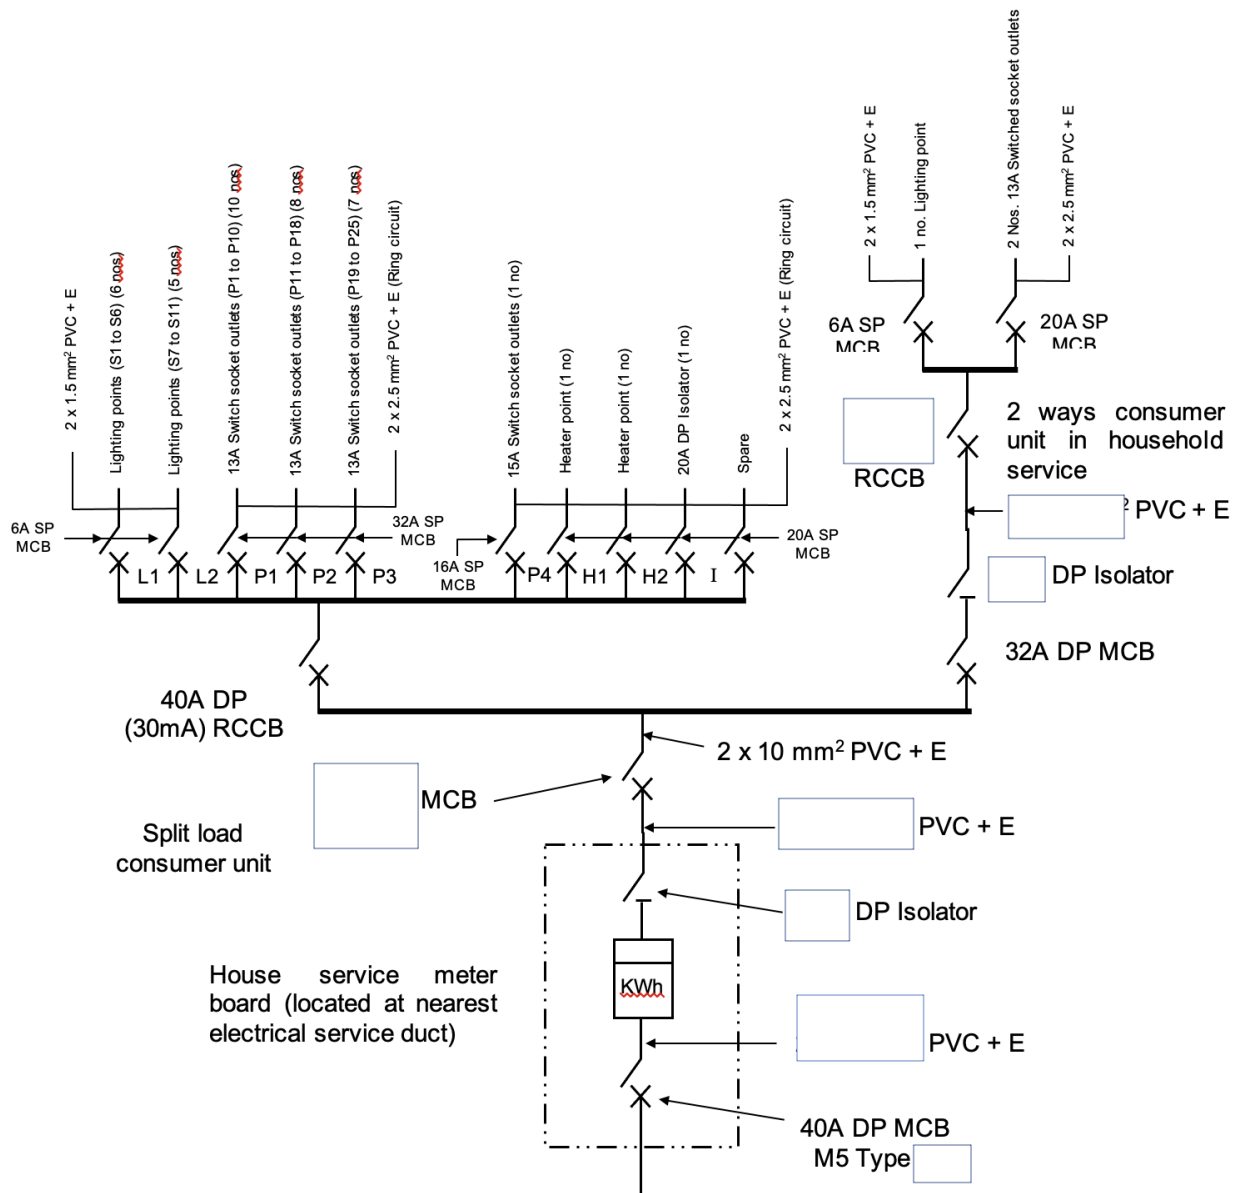 2 x 1.5 mm² PVC + E
Lighting points (S1 to S6) (6 nos)
Lighting points (S7 to S11) (5 nos)
13A Switch socket outlets (P1 to P10) (10 nos)
13A Switch socket outlets (P11 to P18) (8 nos)
13A Switch socket outlets (P19 to P25) (7 nos)
2 x 2.5 mm² PVC + E (Ring circuit)
15A Switch socket outlets (1 no)
Heater point (1 no)
Heater point (1 no)
20A DP Isolator (1 no)
Spare
2 x 2.5 mm² PVC + E (Ring circuit)
2 x 1.5 mm² PVC + E
1 no. Lighting point
2 Nos. 13A Switched socket outlets
2 x 2.5 mm² PVC + E
6A SP
MCB
20A SP
MCB
2 ways consumer
unit in household
service
RCCB
² PVC + E
DP Isolator
32A DP MCB
6A SP
MCB
32A SP
MCB
16A SP
MCB
20A SP
MCB
L1
L2
P1
P2
P3
P4
H1
H2
I
40A DP
(30mA) RCCB
2 x 10 mm² PVC + E
MCB
PVC + E
Split load
consumer unit
DP Isolator
House service meter
board (located at nearest
electrical service duct)
KWh
PVC + E
40A DP MCB
M5 Type